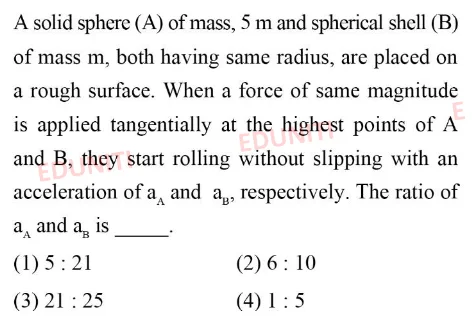 A solid sphere (A) of mass, 5 m and spherical shell (B)
of mass m, both having same radius, are placed on
a rough surface. When a force of same magnitude
is applied tangentially at the highest points of A
and B, they start rolling without slipping with an
acceleration of a_A and a_B, respectively. The ratio of
a_A and a_B is _____.
(1) 5 : 21 (2) 6 : 10
(3) 21 : 25 (4) 1 : 5
EDUNITI
EDUNITI
E